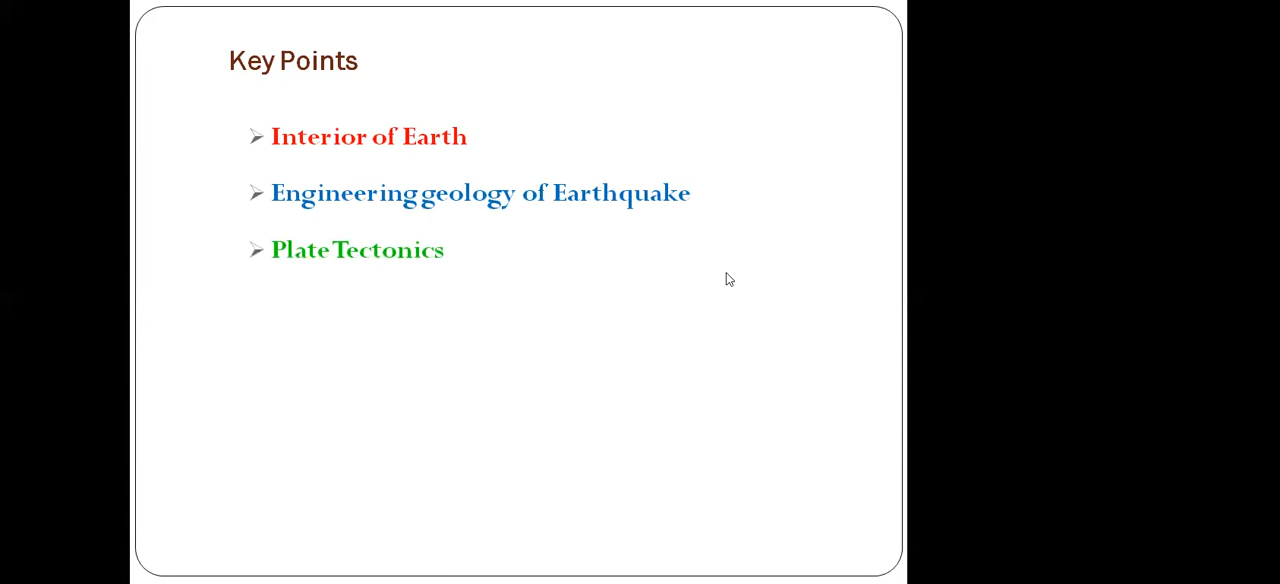 Key Points
Interior of Earth
Engineering geology of Earthquake
Plate Tectonics